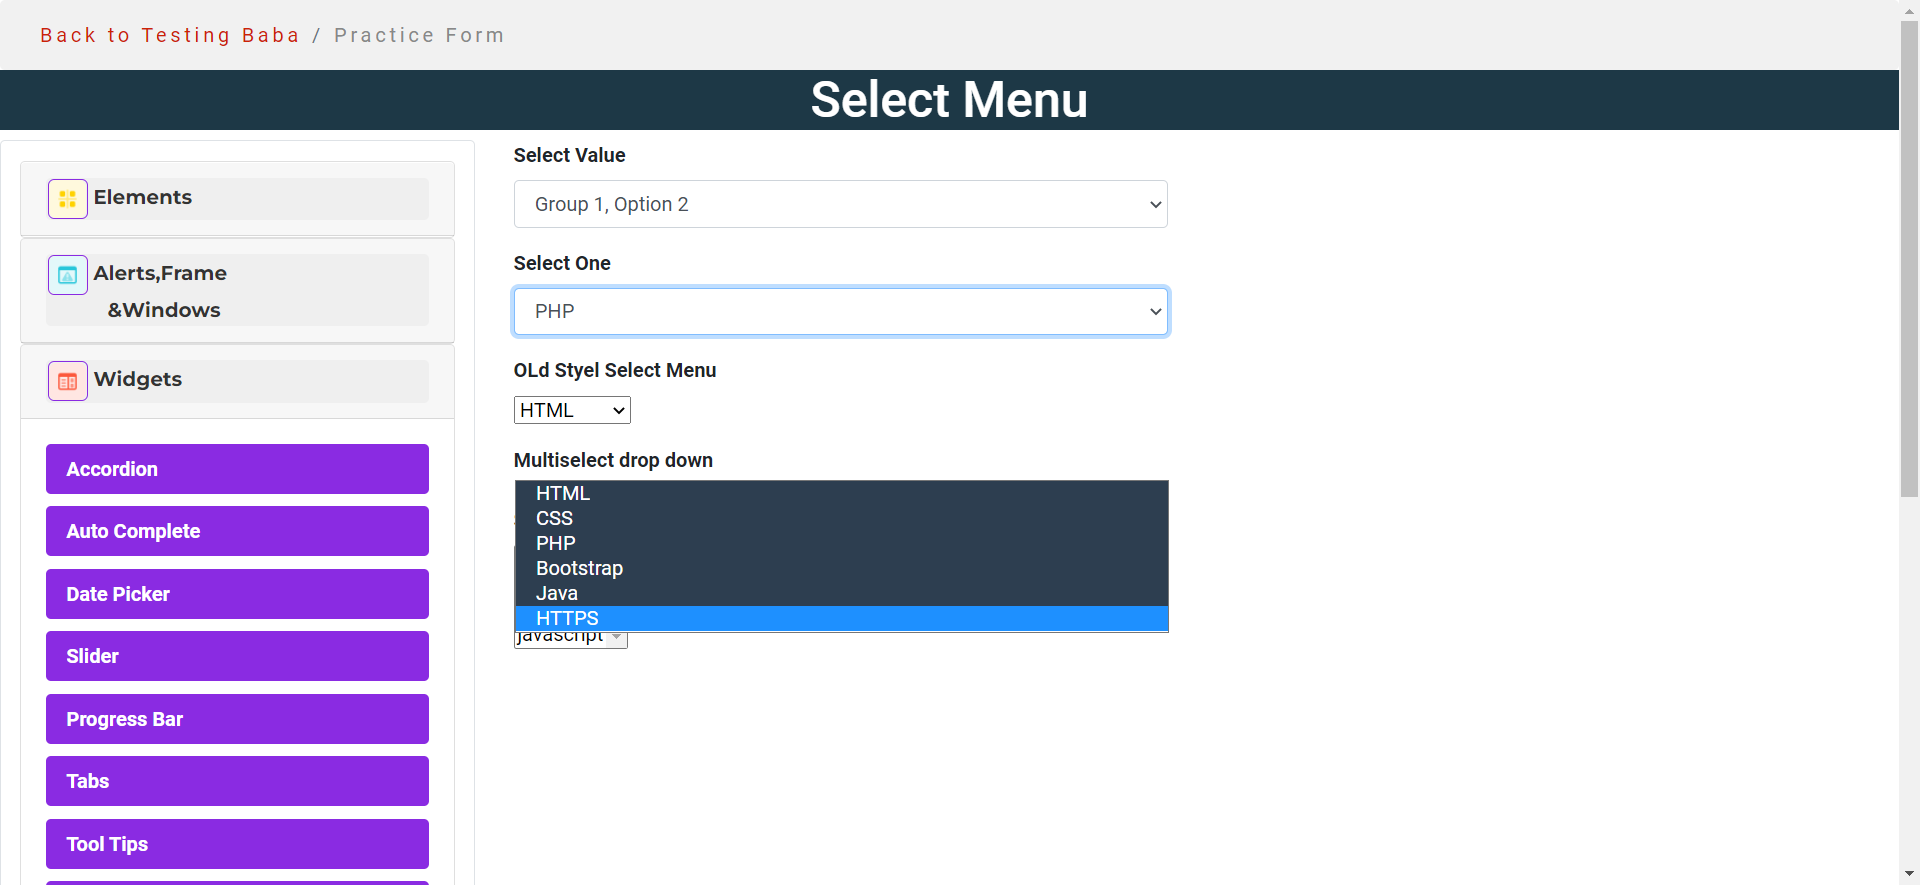 Back to Testing Baba / Practice Form
Select Menu
Elements
Alerts,Frame
&Windows
Widgets
Accordion
Auto Complete
Date Picker
Slider
Progress Bar
Tabs
Tool Tips
Select Value
Group 1, Option 2
Select One
PHP
OLd Styel Select Menu
HTML
Multiselect drop down
HTML
CSS
PHP
Bootstrap
Java
HTTPS
javascript